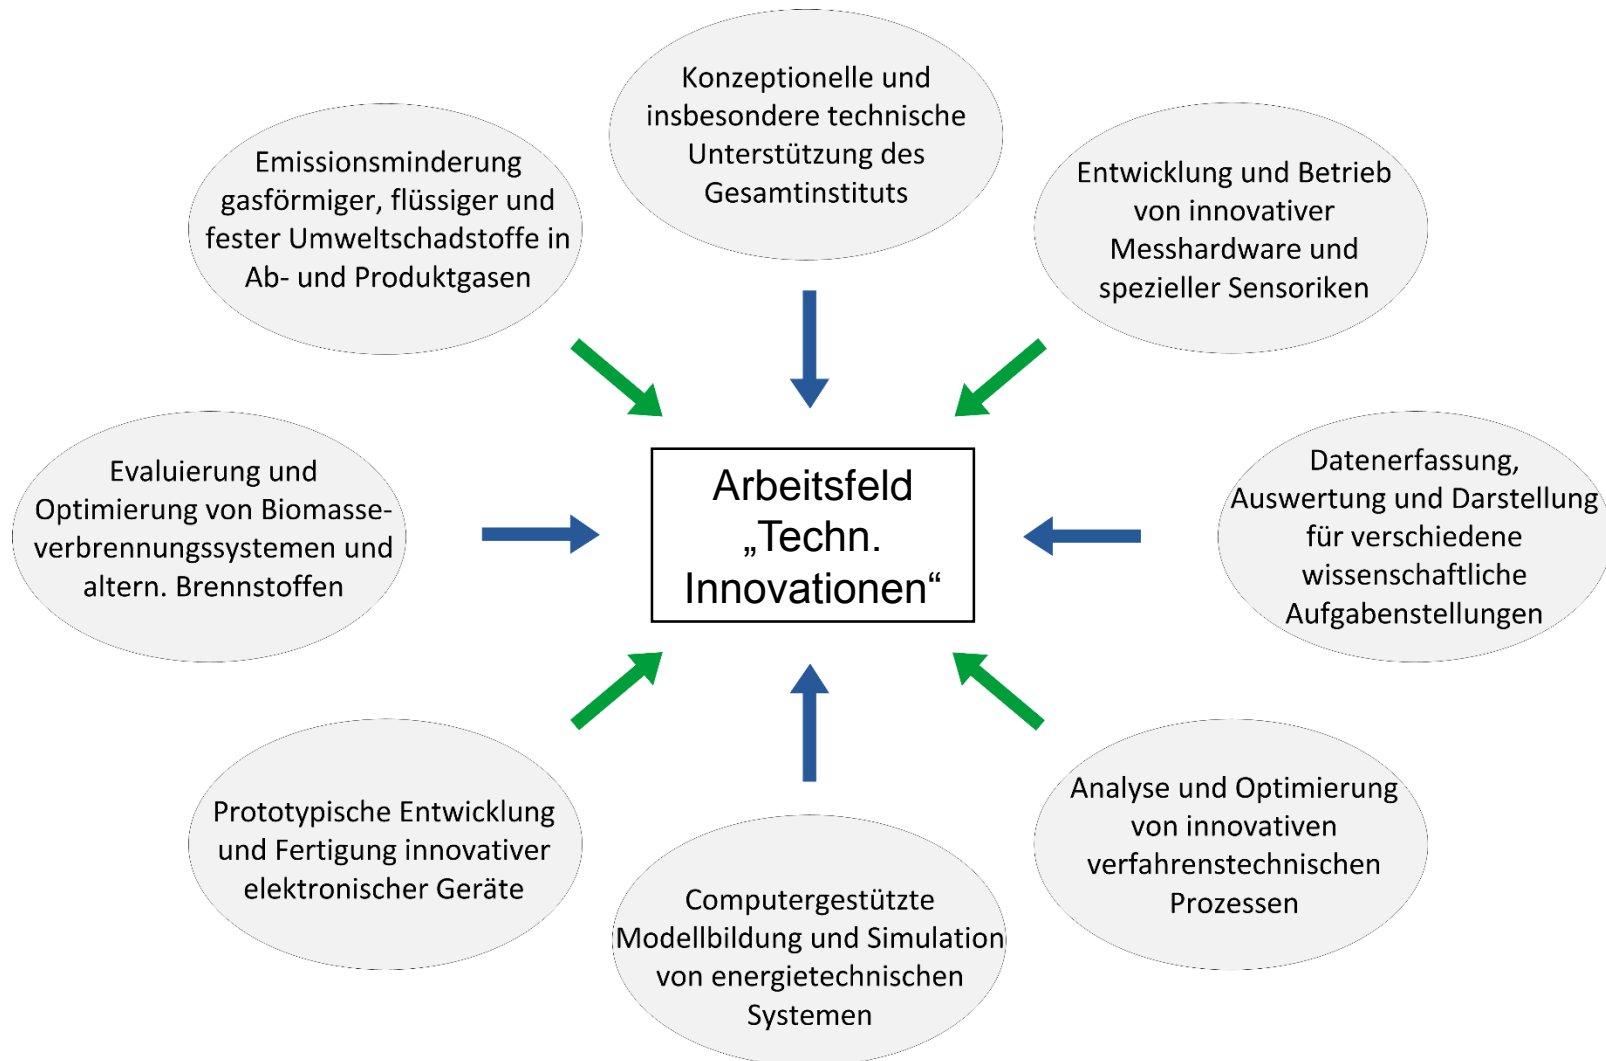 Konzeptionelle und
insbesondere technische
Unterstützung des
Gesamtinstituts
Emissionsminderung
gasförmiger, flüssiger und
fester Umweltschadstoffe in
Ab- und Produktgasen
Entwicklung und Betrieb
von innovativer
Messhardware und
spezieller Sensoriken
Evaluierung und
Optimierung von Biomasse-
verbrennungssystemen und
altern. Brennstoffen
Arbeitsfeld
„Techn.
Innovationen“
Datenerfassung,
Auswertung und Darstellung
für verschiedene
wissenschaftliche
Aufgabenstellungen
Prototypische Entwicklung
und Fertigung innovativer
elektronischer Geräte
Computergestützte
Modellbildung und Simulation
von energietechnischen
Systemen
Analyse und Optimierung
von innovativen
verfahrenstechnischen
Prozessen